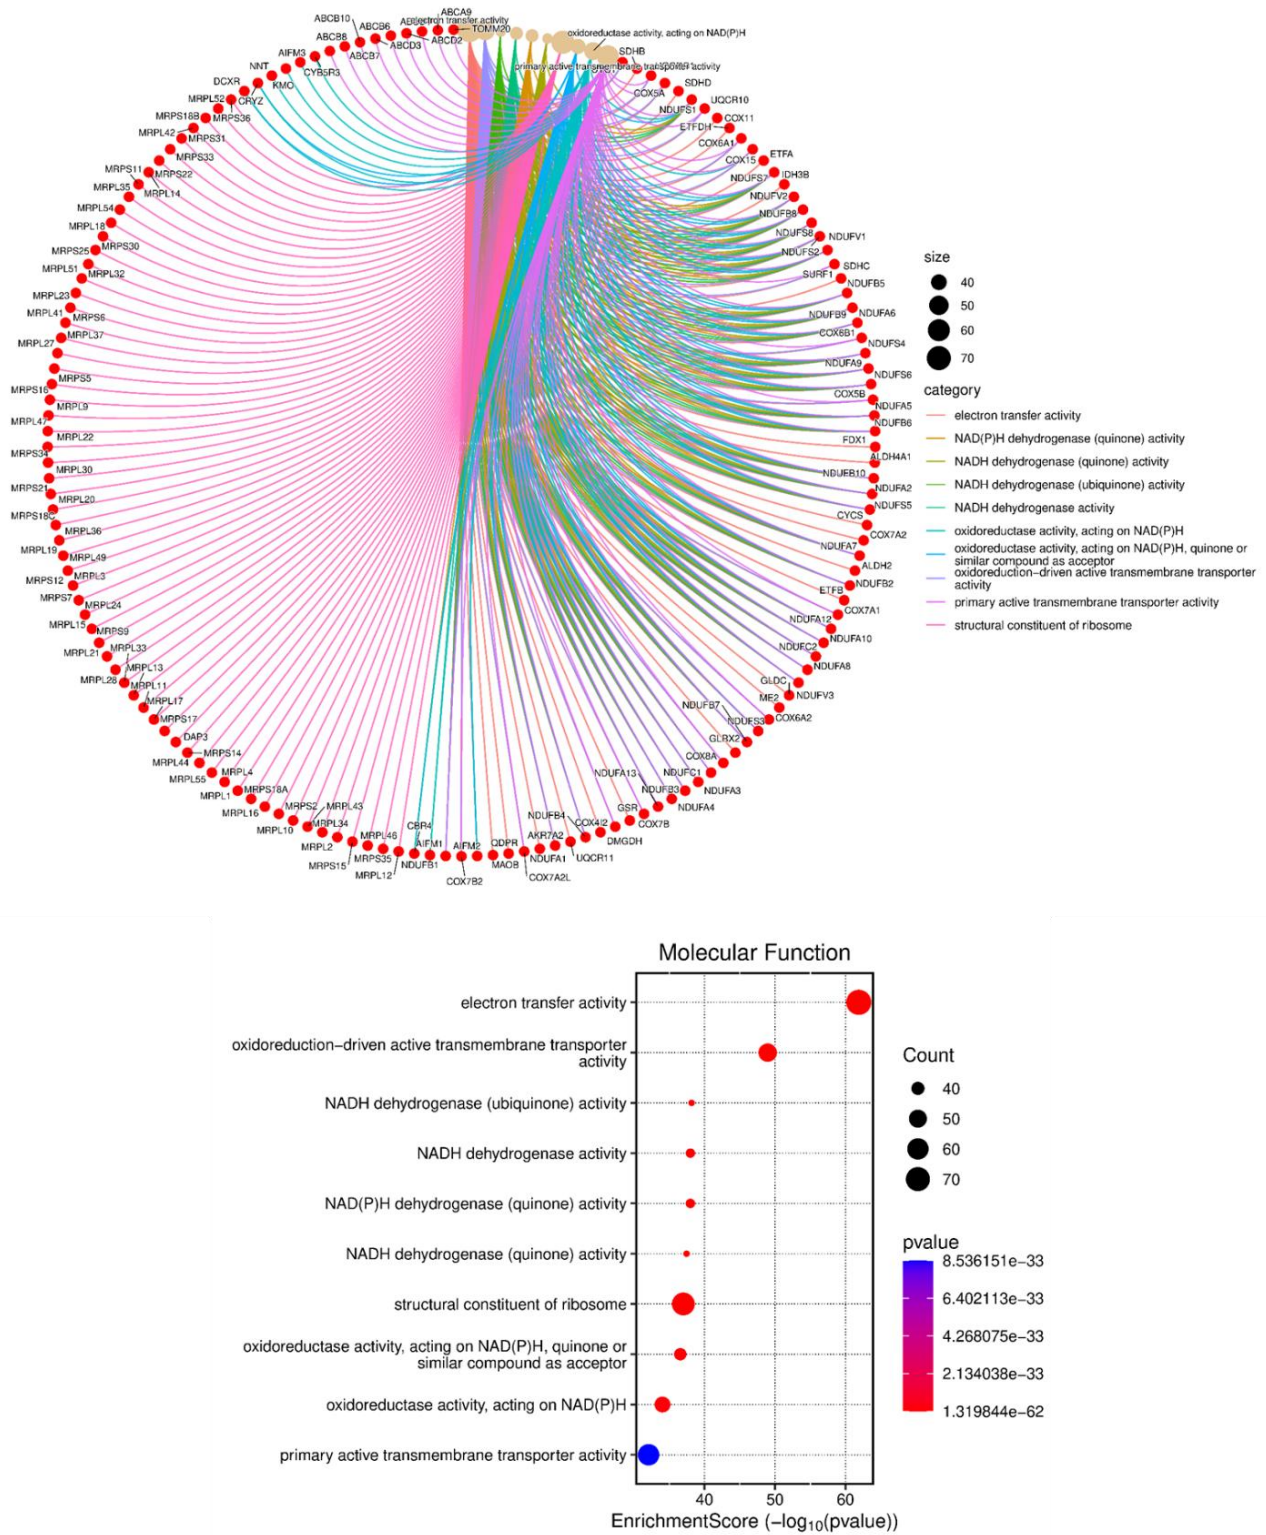 ABCA9
ABCB10
ABCB6
electron transfer activity
TOMM20
oxidoreductase activity, acting on NAD(P)H
ABCB8
ABCD3
ABCD2
ABCB7
SDHB
primary active transmembrane transporter activity
AIFM3
NNT
CYB5R3
KMO
DCXR
CRYZ
MRPL52
MRPS36
MRPS18B
MRPL42
MRPS31
MRPS33
MRPS11
MRPS22
MRPL35
MRPL14
MRPL54
MRPL18
MRPS30
MRPS25
MRPL51
MRPL32
MRPL23
MRPL41
MRPS6
MRPL37
MRPL27
MRPS5
MRPS16
MRPL9
MRPL47
MRPL22
MRPS34
MRPL30
MRPS21
MRPL20
MRPS18C
MRPL36
MRPL19
MRPL49
MRPS12
MRPL3
MRPS7
MRPL24
MRPL15
MRPS9
MRPL21
MRPL33
MRPL28
MRPL13
MRPL11
MRPL17
MRPS17
DAP3
MRPL44
MRPS14
MRPL55
MRPL4
MRPL1
MRPS18A
MRPL16
MRPS2
MRPL43
MRPL10
MRPL34
MRPL2
MRPL46
MRPS15
MRPS35
MRPL12
CBR4
AIFM1
NDUFB1
AIFM2
COX7B2
QDPR
MAOB
COX7A2L
AKR7A2
NDUFA1
UQCR11
NDUFB4
COX4I2
DMGDH
GSR
COX7B
NDUFA13
NDUFB3
NDUFA4
NDUFC1
NDUFA3
COX8A
GLRX2
NDUFB7
NDUFS3
COX6A2
ME2
GLDC
NDUFV3
NDUFA8
NDUFC2
NDUFA10
NDUFA12
COX7A1
ETFB
NDUFB2
ALDH2
NDUFA7
COX7A2
CYCS
NDUFS5
NDUFA2
NDUFB10
ALDH4A1
FDX1
NDUFB6
NDUFA5
COX5B
NDUFS6
NDUFA9
NDUFS4
COX6B1
NDUFA6
NDUFB9
NDUFB5
SURF1
SDHC
NDUFS2
NDUFV1
NDUFS8
NDUFB8
NDUFV2
IDH3B
NDUFS7
ETFA
COX15
COX6A1
ETFDH
COX11
UQCR10
NDUFS1
SDHD
COX5A
size
40
50
60
70
category
electron transfer activity
NAD(P)H dehydrogenase (quinone) activity
NADH dehydrogenase (quinone) activity
NADH dehydrogenase (ubiquinone) activity
NADH dehydrogenase activity
oxidoreductase activity, acting on NAD(P)H
oxidoreductase activity, acting on NAD(P)H, quinone or
similar compound as acceptor
oxidoreduction−driven active transmembrane transporter
activity
primary active transmembrane transporter activity
structural constituent of ribosome
Molecular Function
electron transfer activity
oxidoreduction−driven active transmembrane transporter
activity
NADH dehydrogenase (ubiquinone) activity
NADH dehydrogenase activity
NAD(P)H dehydrogenase (quinone) activity
NADH dehydrogenase (quinone) activity
structural constituent of ribosome
oxidoreductase activity, acting on NAD(P)H, quinone or
similar compound as acceptor
oxidoreductase activity, acting on NAD(P)H
primary active transmembrane transporter activity
40
50
60
EnrichmentScore (−log10(pvalue))
Count
40
50
60
70
pvalue
8.536151e−33
6.402113e−33
4.268075e−33
2.134038e−33
1.319844e−62